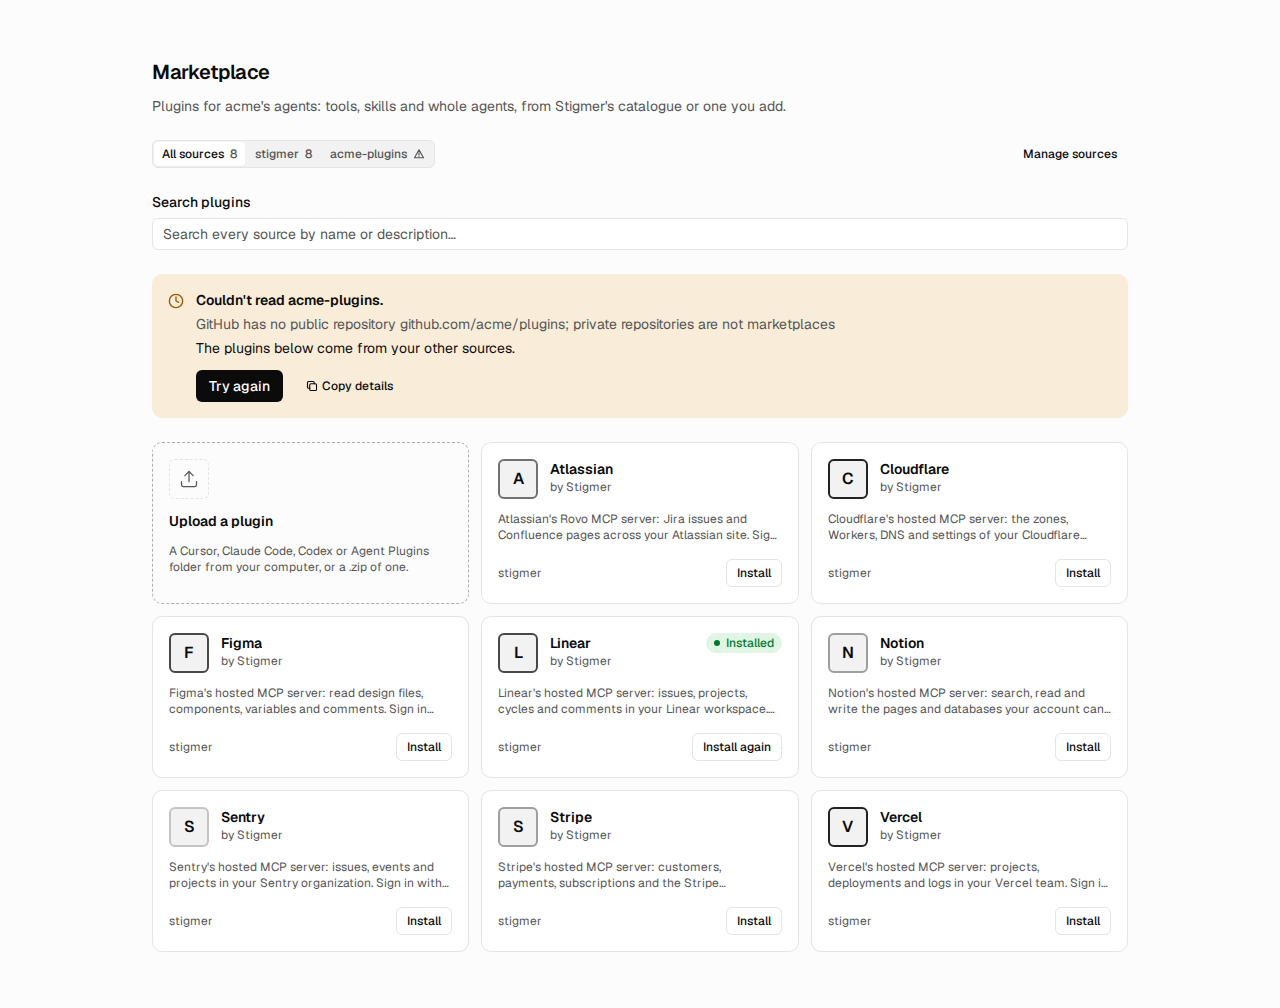 Marketplace
Plugins for acme's agents: tools, skills and whole agents, from Stigmer's catalogue or one you add.
All sources 8 stigmer 8 acme-plugins
Manage sources
Search plugins
Search every source by name or description…
Couldn't read acme-plugins.
GitHub has no public repository github.com/acme/plugins; private repositories are not marketplaces
The plugins below come from your other sources.
Try again
Copy details
Upload a plugin
A Cursor, Claude Code, Codex or Agent Plugins
folder from your computer, or a .zip of one.
A
Atlassian
by Stigmer
Atlassian's Rovo MCP server: Jira issues and
Confluence pages across your Atlassian site. Sig…
stigmer
Install
C
Cloudflare
by Stigmer
Cloudflare's hosted MCP server: the zones,
Workers, DNS and settings of your Cloudflare…
stigmer
Install
F
Figma
by Stigmer
Figma's hosted MCP server: read design files,
components, variables and comments. Sign in…
stigmer
Install
L
Linear
by Stigmer
Installed
Linear's hosted MCP server: issues, projects,
cycles and comments in your Linear workspace.…
stigmer
Install again
N
Notion
by Stigmer
Notion's hosted MCP server: search, read and
write the pages and databases your account can…
stigmer
Install
S
Sentry
by Stigmer
Sentry's hosted MCP server: issues, events and
projects in your Sentry organization. Sign in with…
stigmer
Install
S
Stripe
by Stigmer
Stripe's hosted MCP server: customers,
payments, subscriptions and the Stripe…
stigmer
Install
V
Vercel
by Stigmer
Vercel's hosted MCP server: projects,
deployments and logs in your Vercel team. Sign i…
stigmer
Install